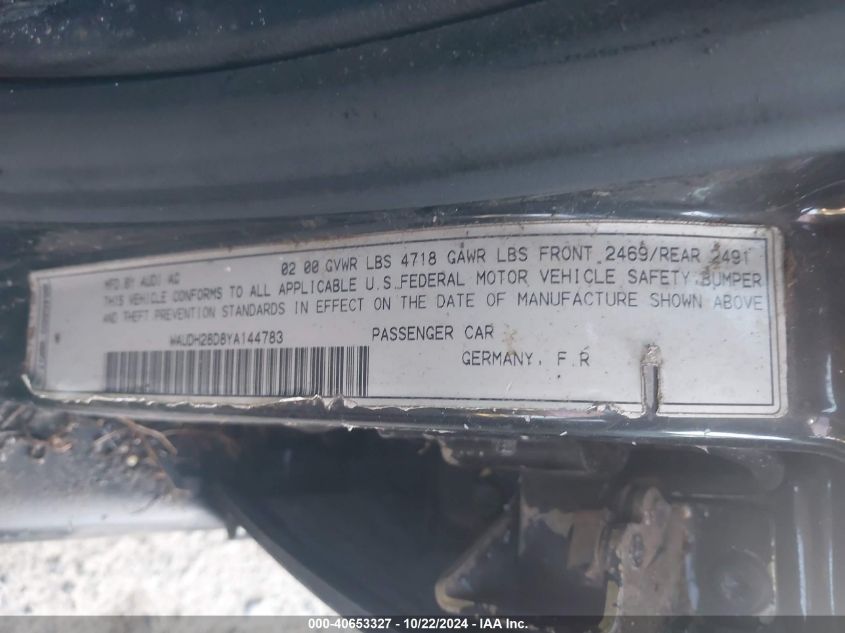 MFD BY AUDI AG 02 00 GVWR LBS 4718 GAWR LBS FRONT 2469/REAR 2491
THIS VEHICLE CONFORMS TO ALL APPLICABLE U.S.FEDERAL MOTOR VEHICLE SAFETY BUMPER
AND THEFT PREVENTION STANDARDS IN EFFECT ON THE DATE OF MANUFACTURE SHOWN ABOVE
WAUDH28D8YA144783 PASSENGER CAR
GERMANY, F.R
000-40653327 - 10/22/2024 - IAA Inc.